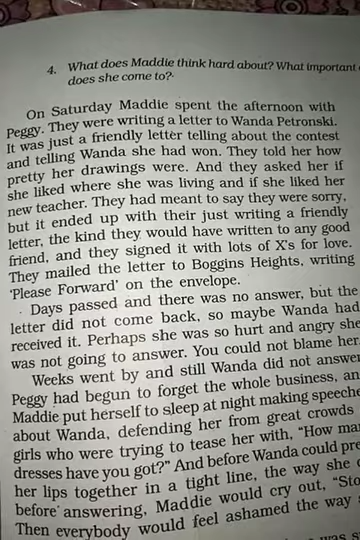 4. What does Maddie think hard about? What important
does she come to?
On Saturday Maddie spent the afternoon with
Peggy. They were writing a letter to Wanda Petronski.
It was just a friendly letter telling about the contest
and telling Wanda she had won. They told her how
pretty her drawings were. And they asked her if
she liked where she was living and if she liked her
new teacher. They had meant to say they were sorry,
but it ended up with their just writing a friendly
letter, the kind they would have written to any good
friend, and they signed it with lots of X's for love.
They mailed the letter to Boggins Heights, writing
'Please Forward' on the envelope.
Days passed and there was no answer, but the
letter did not come back, so maybe Wanda had
received it. Perhaps she was so hurt and angry she
was not going to answer. You could not blame her.
Weeks went by and still Wanda did not answer
Peggy had begun to forget the whole business, an
Maddie put herself to sleep at night making speeche
about Wanda, defending her from great crowds
girls who were trying to tease her with, “How ma
dresses have you got?” And before Wanda could pre
her lips together in a tight line, the way she
before answering, Maddie would cry out, “Sto
Then everybody would feel ashamed the way
was s